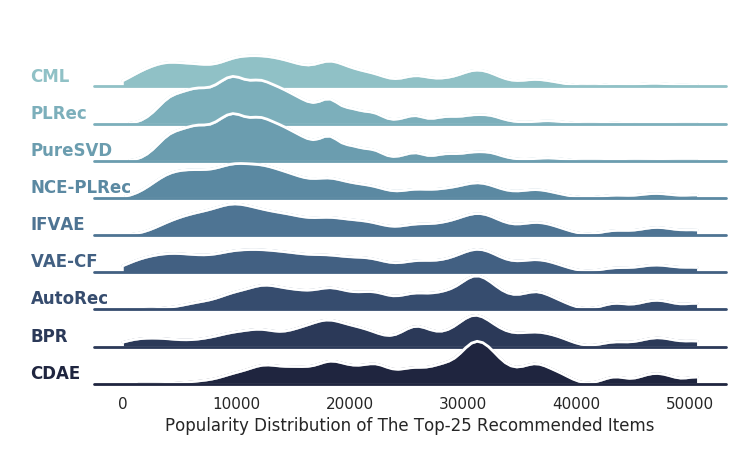 CML
PLRec
PureSVD
NCE-PLRec
IFVAE
VAE-CF
AutoRec
BPR
CDAE
0 10000 20000 30000 40000 50000
Popularity Distribution of The Top-25 Recommended Items